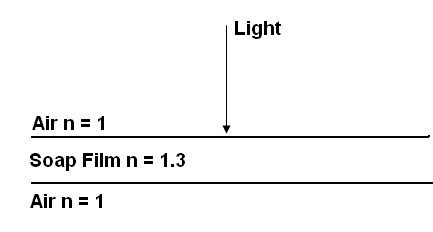 Light
Air n = 1
Soap Film n = 1.3
Air n = 1